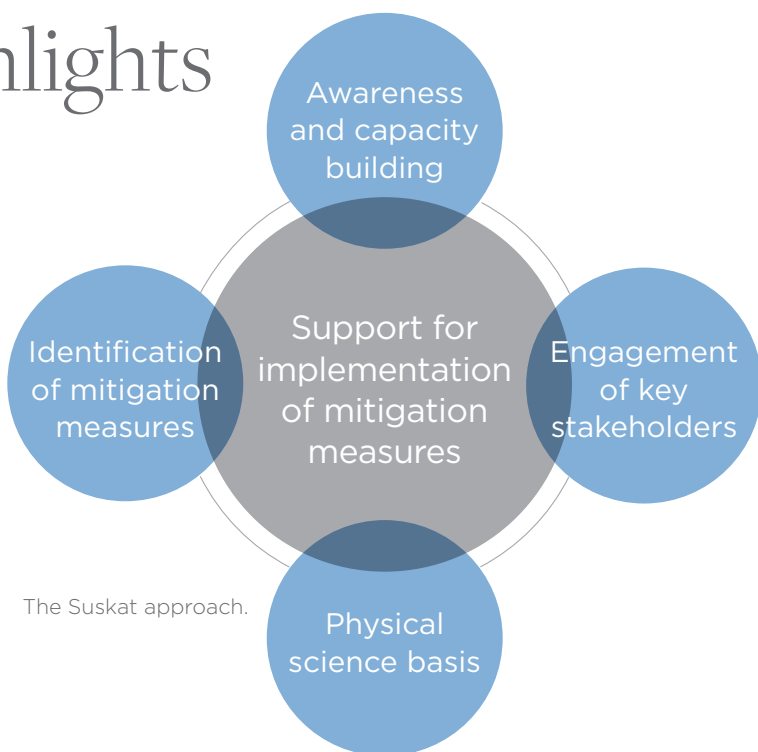 hlights
Awareness
and capacity
building
Identification
of mitigation
measures
Support for
implementation
of mitigation
measures
Engagement
of key
stakeholders
The Suskat approach.
Physical
science basis